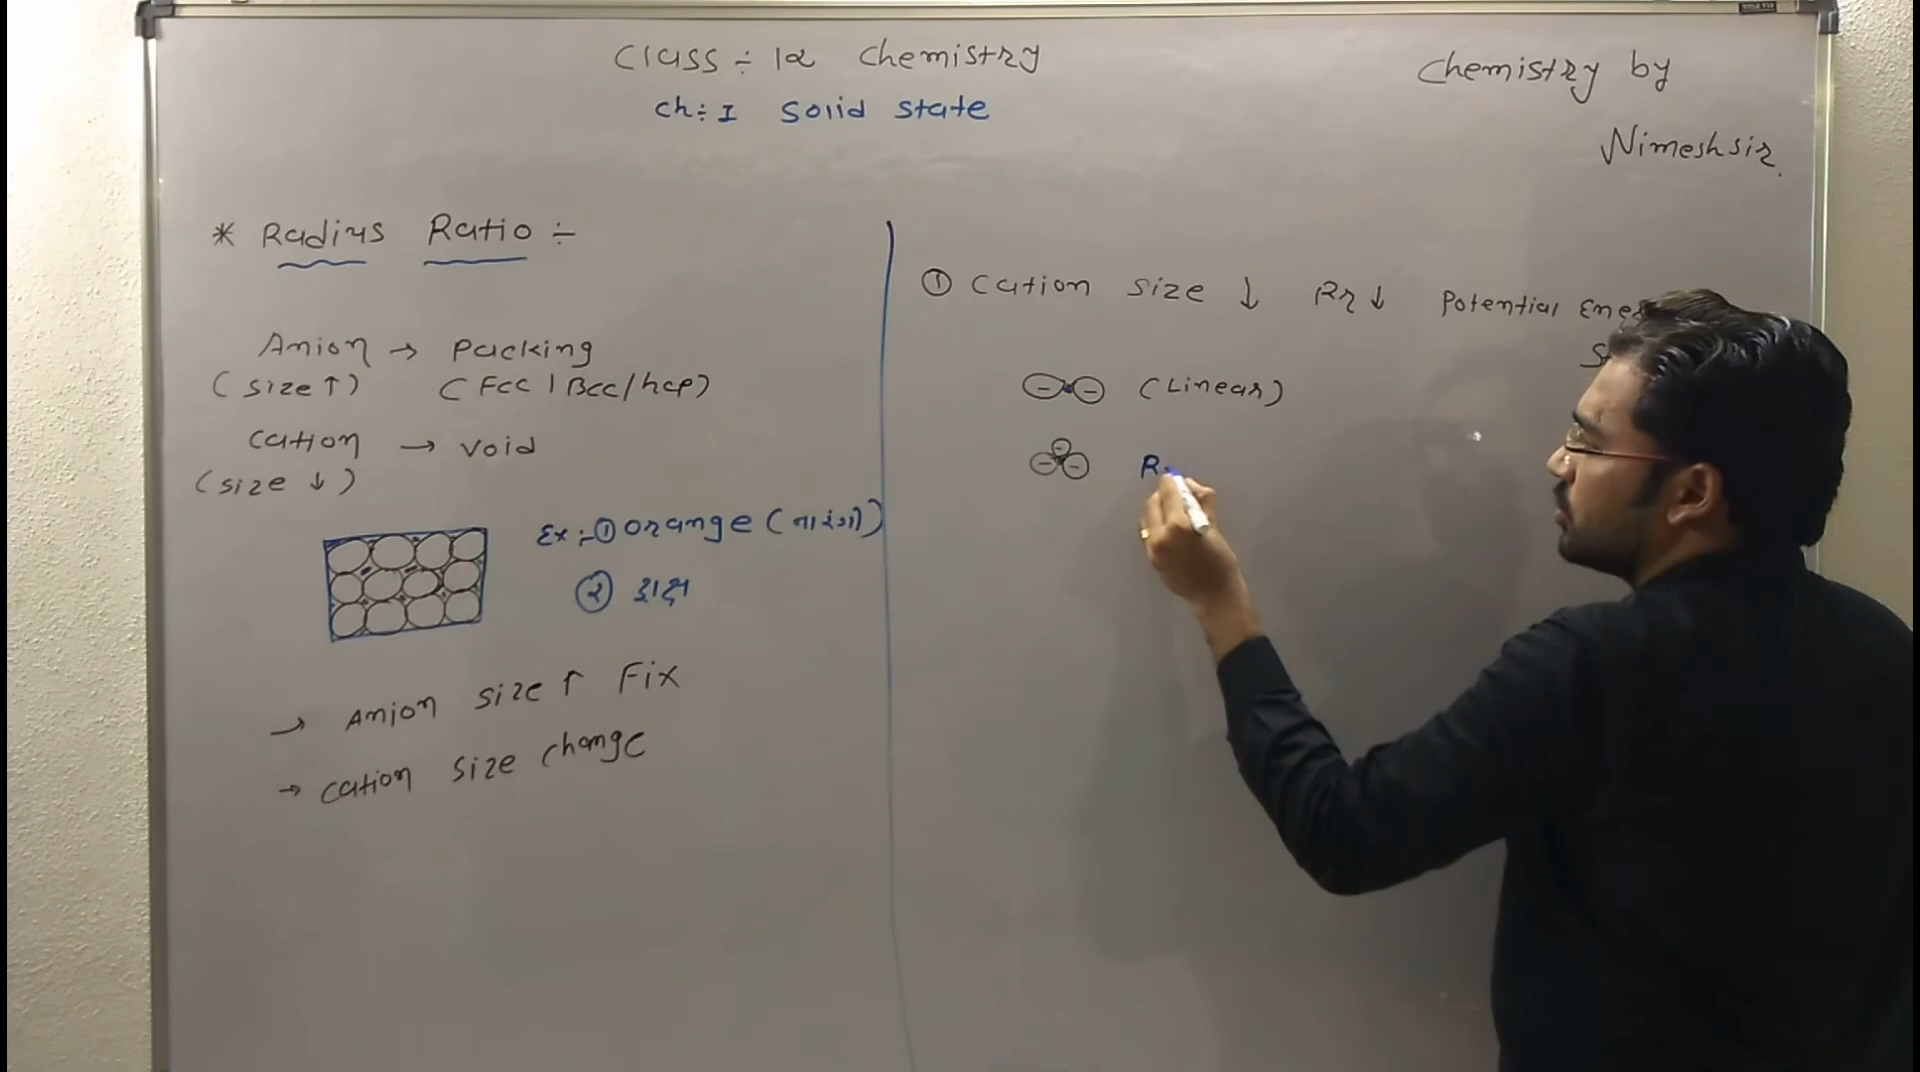 Class ÷ 12 Chemistry
ch ÷ I Solid state
Chemistry by
Nimeshsir.
* Radius Ratio ÷
Anion → Packing
(size ↑) (Fcc | Bcc / hcp)
cation → void
(size ↓)
Ex ÷ ① orange (નારંગી)
② દ્રાક્ષ
→ Anion size ↑ Fix
→ cation size change
① Cation size ↓ Rr ↓ Potential
(Linear)
R